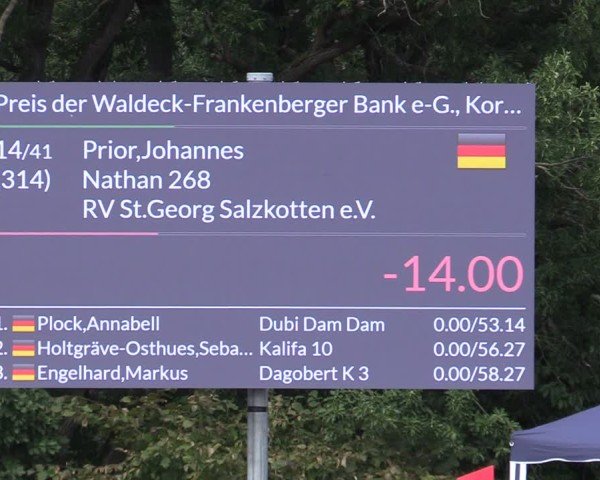 Preis der Waldeck-Frankenberger Bank e-G., Kor...
14/41 Prior,Johannes
314) Nathan 268
RV St.Georg Salzkotten e.V.
-14.00
1. Plock,Annabell Dubi Dam Dam 0.00/53.14
2. Holtgräve-Osthues,Seba... Kalifa 10 0.00/56.27
3. Engelhard,Markus Dagobert K 3 0.00/58.27